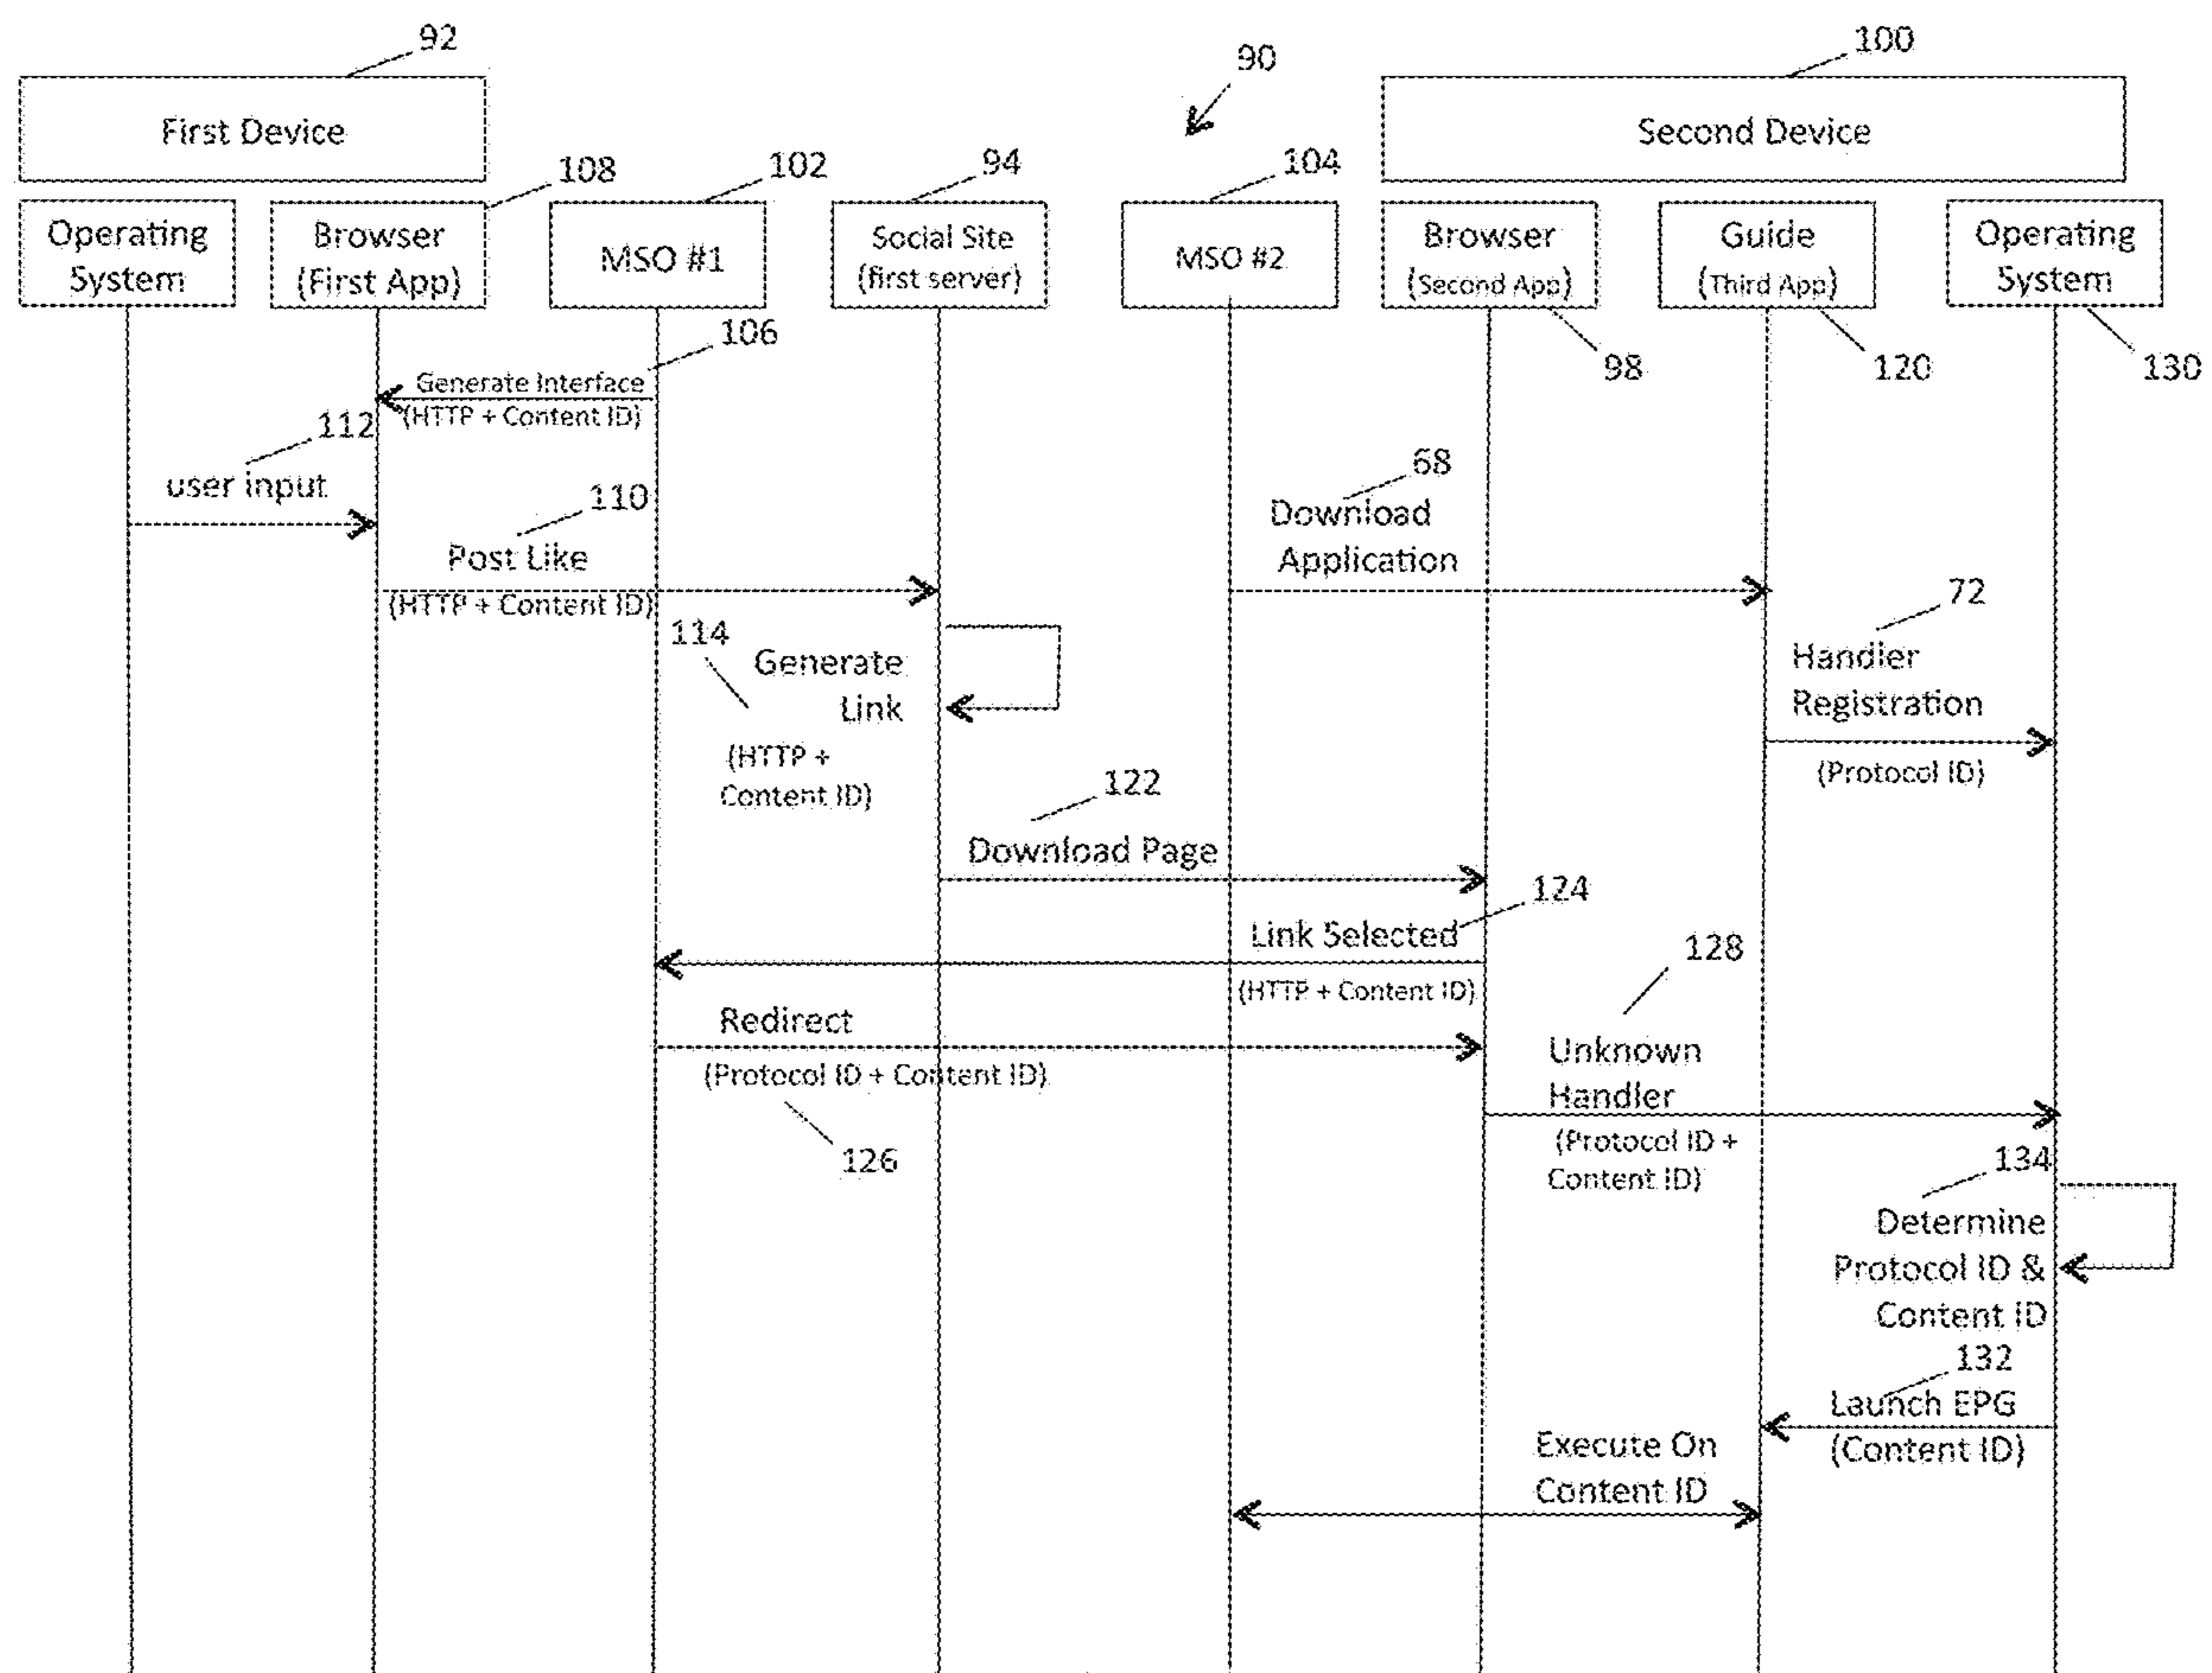 92
90
100
First Device
Second Device
108
102
94
104
Operating
System
Browser
(First App)
MSO #1
Social Site
(first server)
MSO #2
Browser
(Second App)
Guide
(Third App)
Operating
System
106
98
120
130
Generate Interface
(HTTP + Content ID)
112
user input
110
Post Like
(HTTP + Content ID)
68
Download
Application
72
Handler
Registration
(Protocol ID)
114
Generate
Link
(HTTP +
Content ID)
122
Download Page
124
Link Selected
(HTTP + Content ID)
Redirect
(Protocol ID + Content ID)
126
128
Unknown
Handler
(Protocol ID +
Content ID)
134
Determine
Protocol ID &
Content ID
132
Launch EPG
(Content ID)
Execute On
Content ID